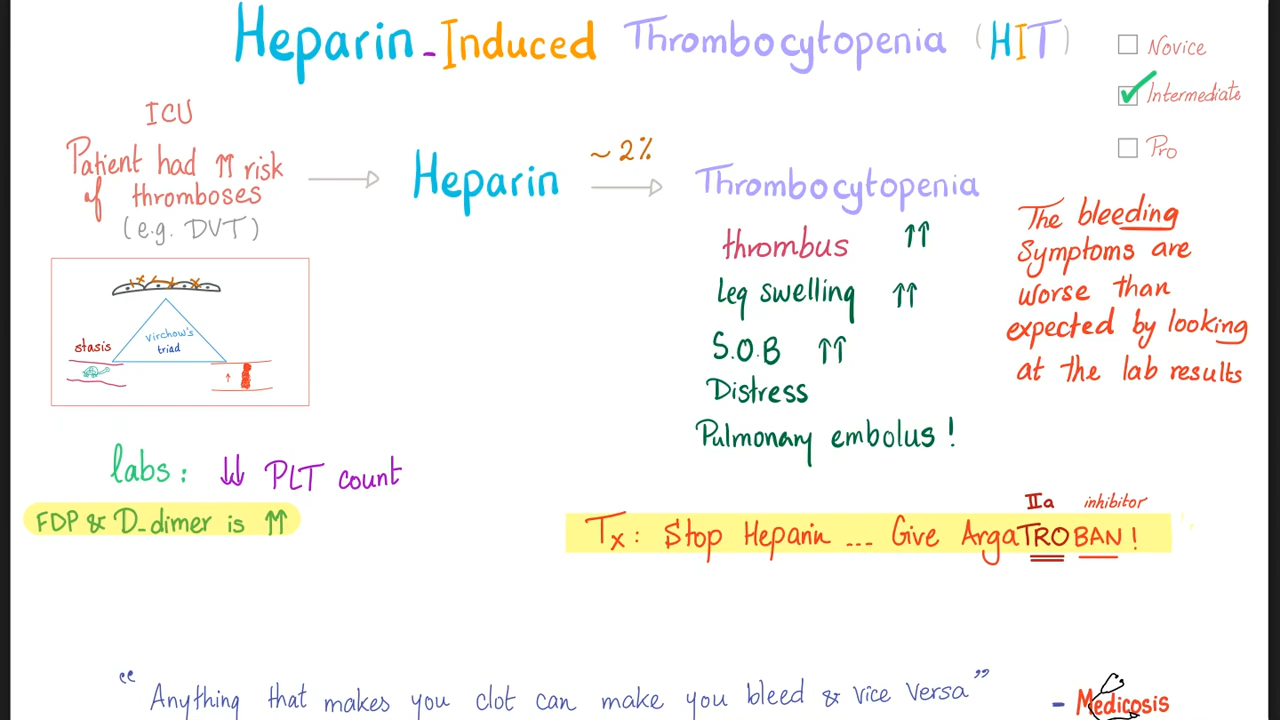 Heparin-Induced Thrombocytopenia (HIT)
Novice
Intermediate
Pro
ICU
Patient had ↑↑ risk
of thromboses
(e.g. DVT)
Heparin
~2%
Thrombocytopenia
thrombus ↑↑
Leg swelling ↑↑
S.O.B ↑↑
Distress
Pulmonary embolus!
The bleeding
Symptoms are
worse than
expected by looking
at the lab results
Virchow's
triad
stasis
↑
labs: ↓↓ PLT count
FDP & D-dimer is ↑↑
IIa inhibitor
Tx: Stop Heparin ... Give ArgaTROBAN!
“Anything that makes you clot can make you bleed & vice versa”
- Medicosis